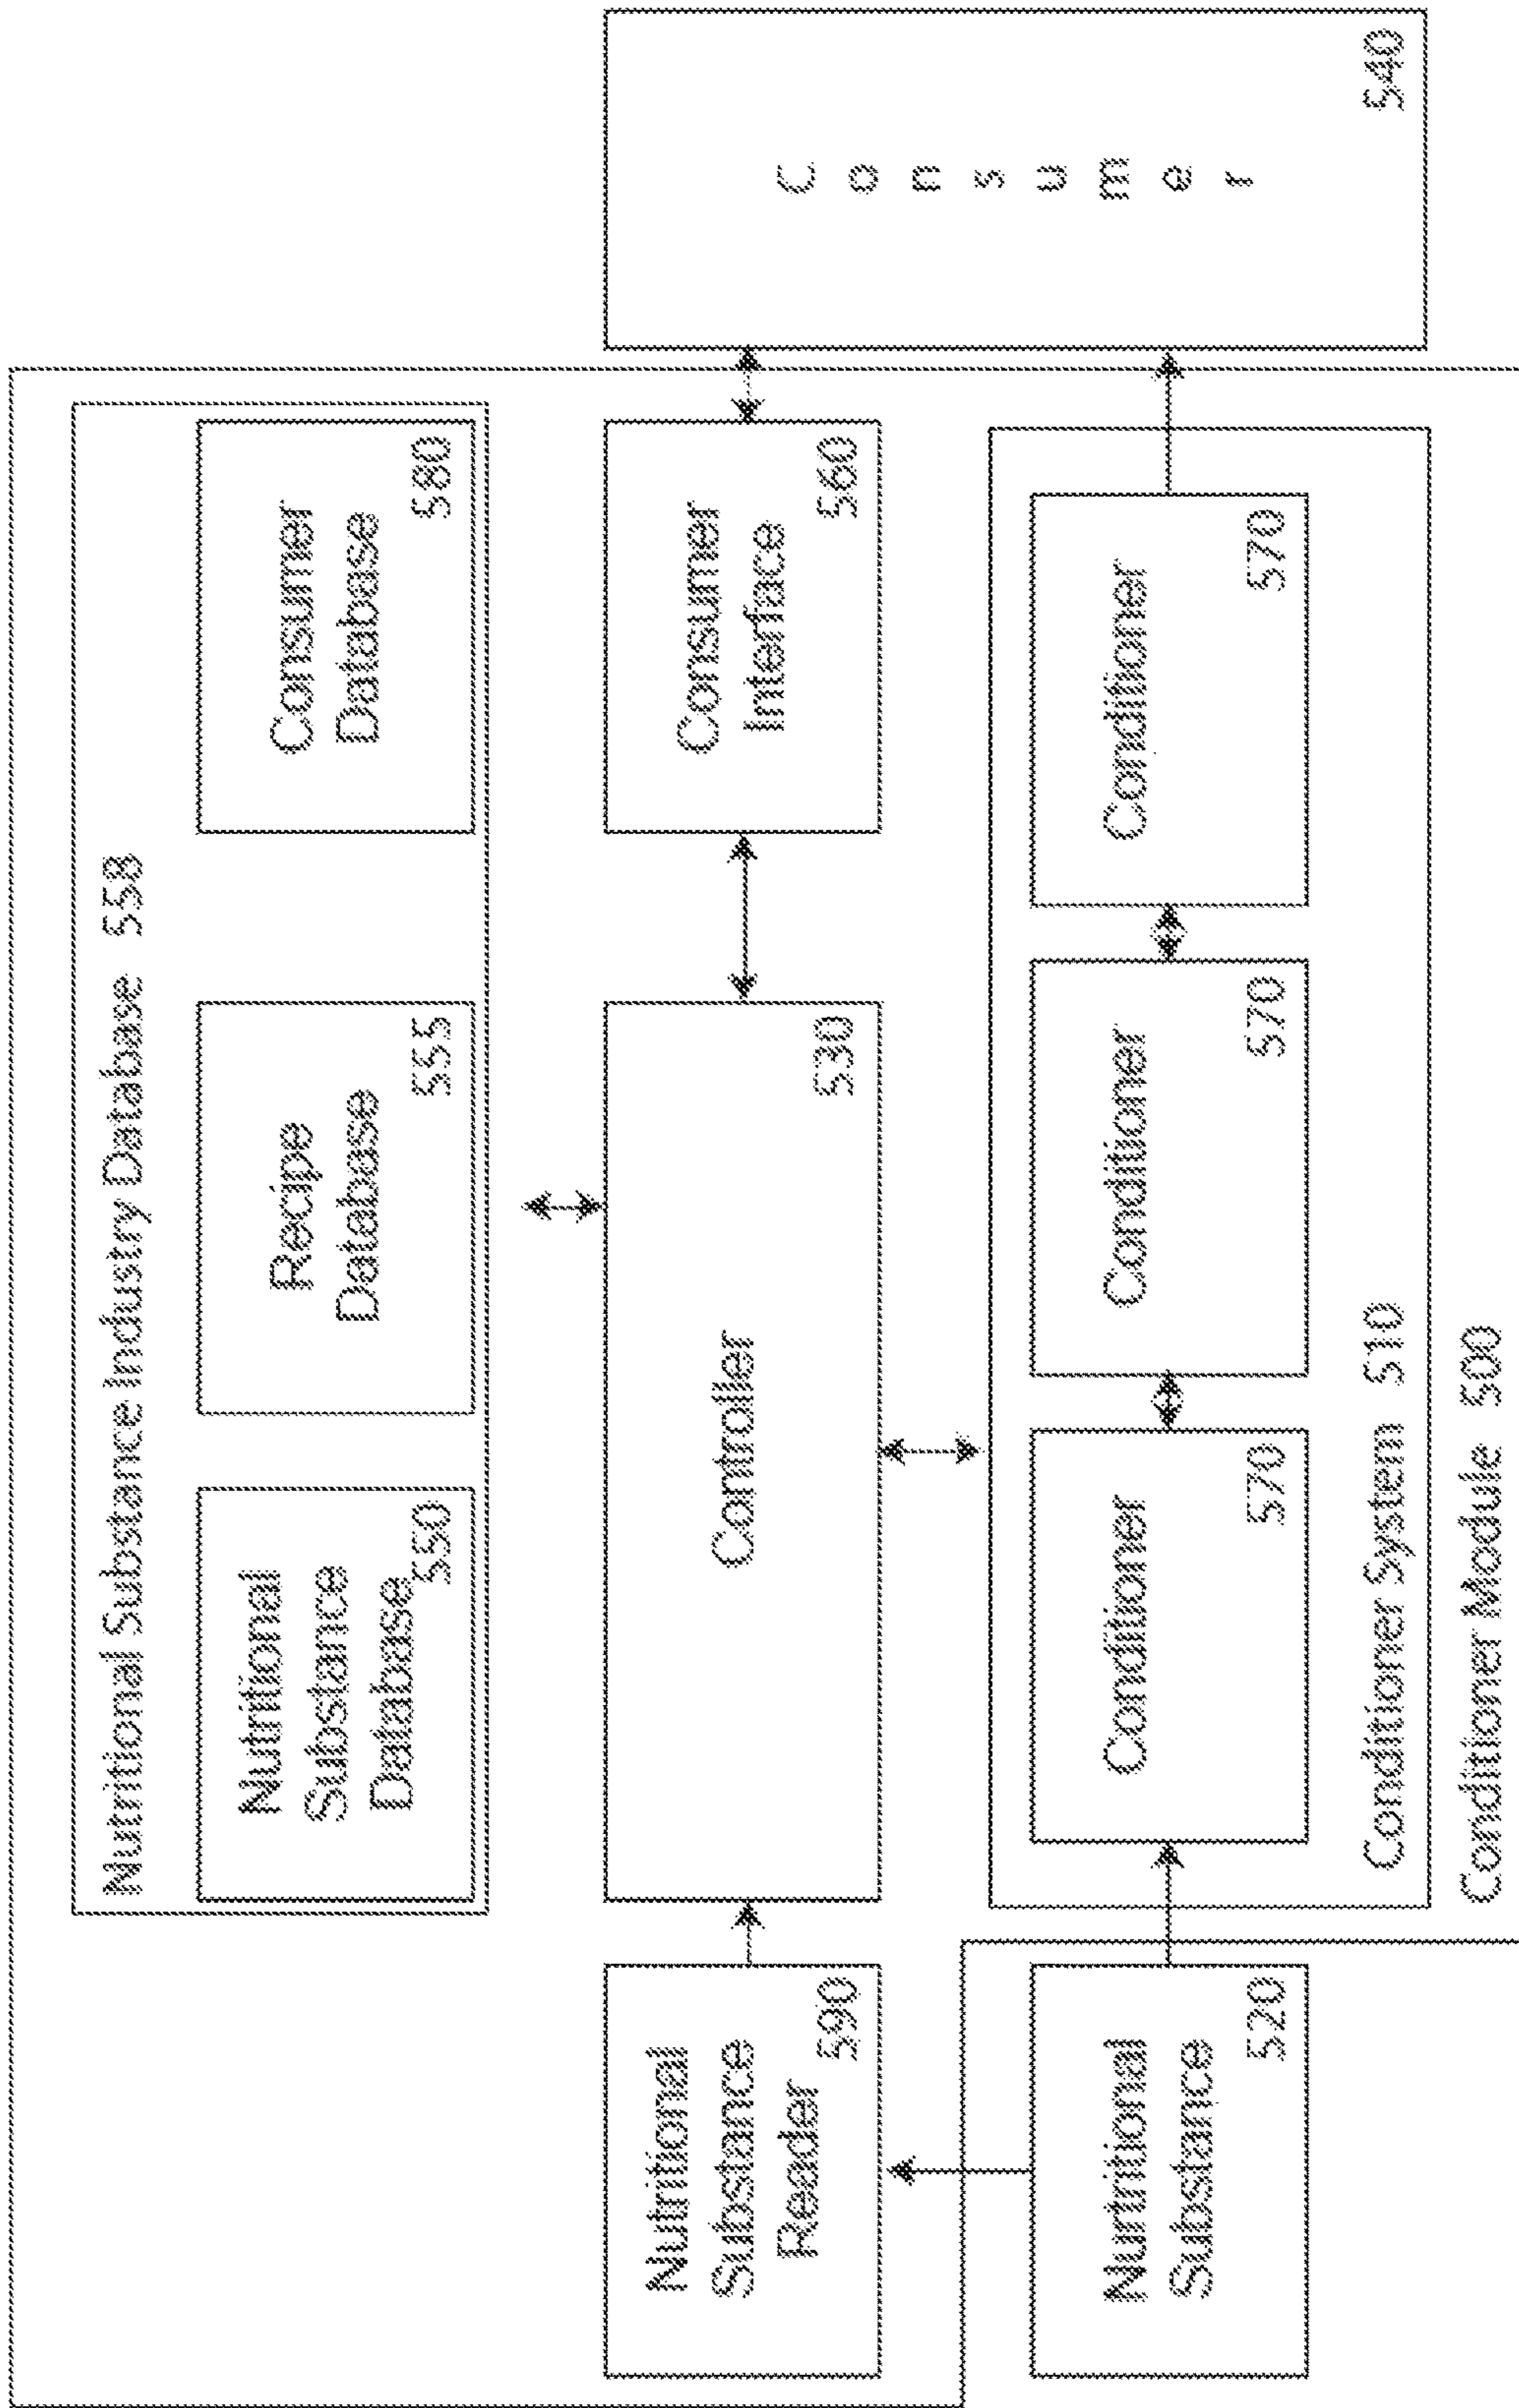 Nutritional Substance Industry Database 558
Nutritional
Substance
Database
550
Recipe
Database
555
Consumer
Database
580
Nutritional
Substance
Reader
590
Controller
530
Consumer
Interface
560
Consumer
540
Nutritional
Substance
520
Conditioner
570
Conditioner
570
Conditioner
570
Conditioner System 510
Conditioner Module 500